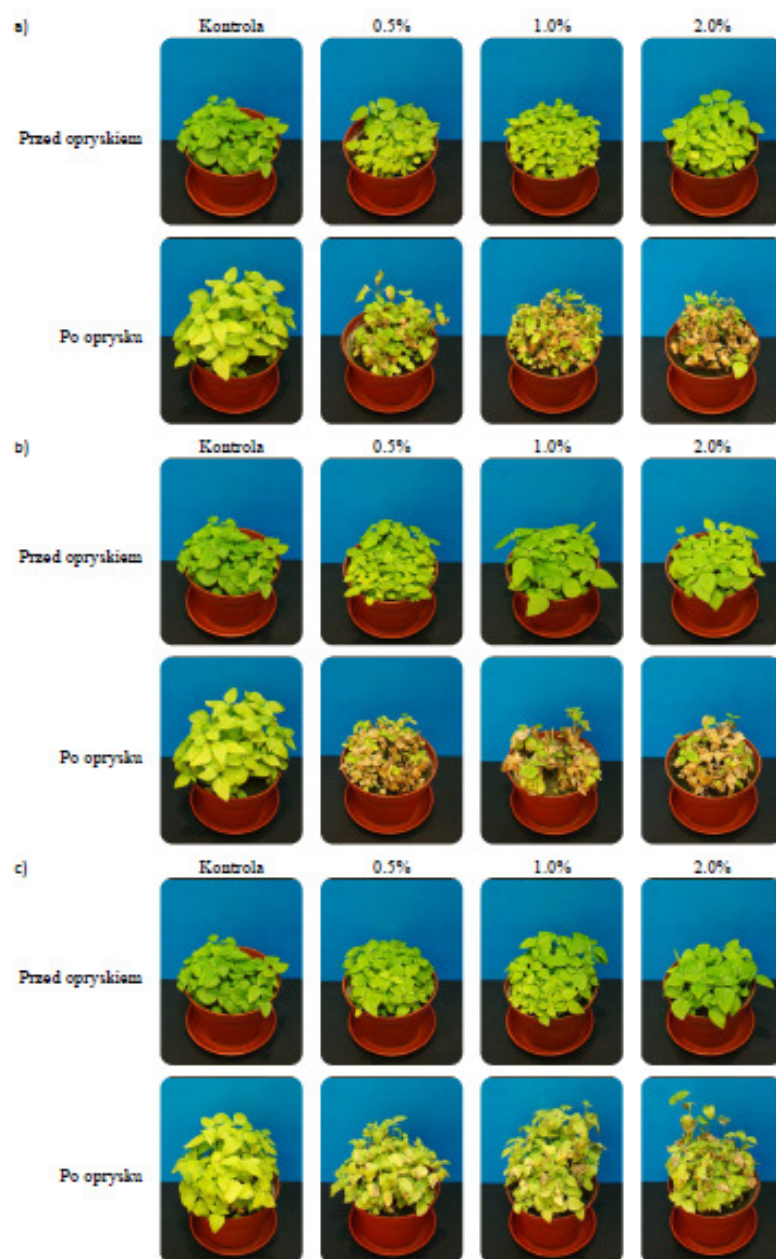 a) Kontrola 0.5% 1.0% 2.0%
Przed opryskiem
Po oprysku
b) Kontrola 0.5% 1.0% 2.0%
Przed opryskiem
Po oprysku
c) Kontrola 0.5% 1.0% 2.0%
Przed opryskiem
Po oprysku